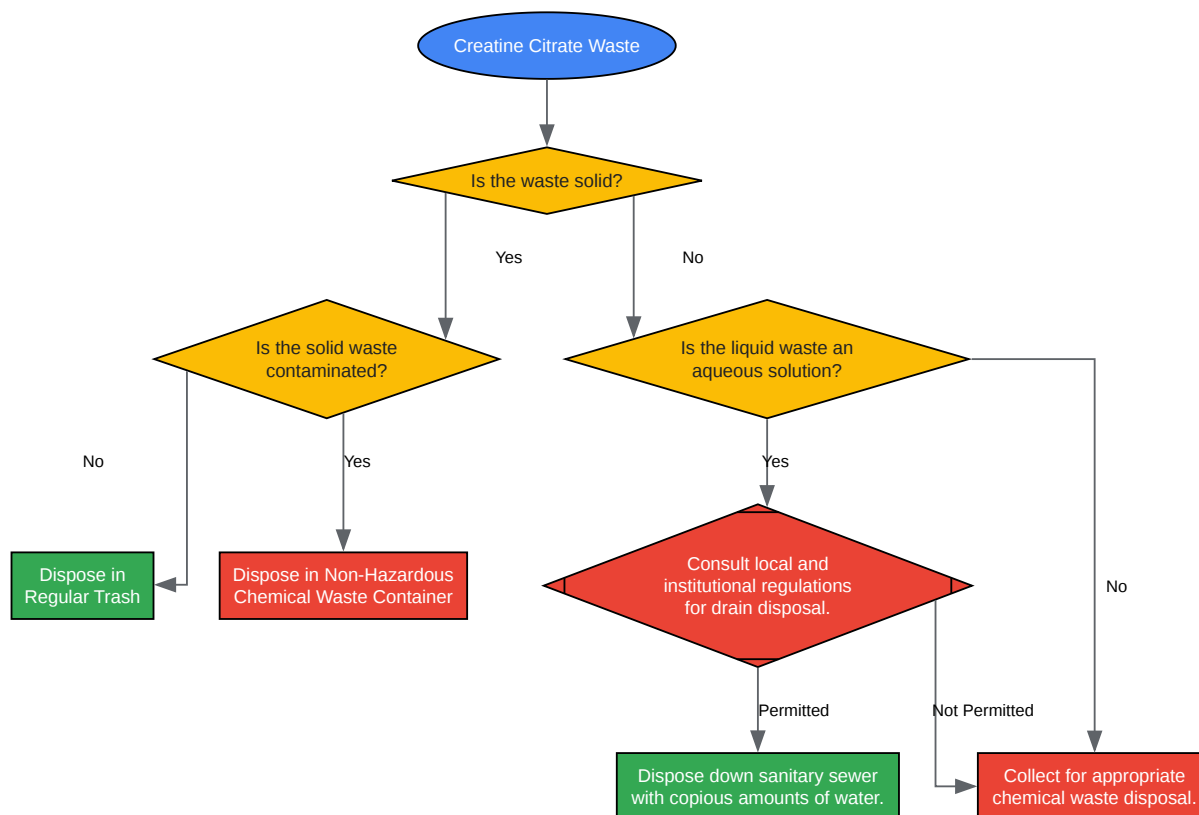 Creatine Citrate Waste
Is the waste solid?
Yes
No
Is the solid waste
contaminated?
Is the liquid waste an
aqueous solution?
No
Yes
Yes
Dispose in
Regular Trash
Dispose in Non-Hazardous
Chemical Waste Container
Consult local and
institutional regulations
for drain disposal.
No
Permitted
Not Permitted
Dispose down sanitary sewer
with copious amounts of water.
Collect for appropriate
chemical waste disposal.